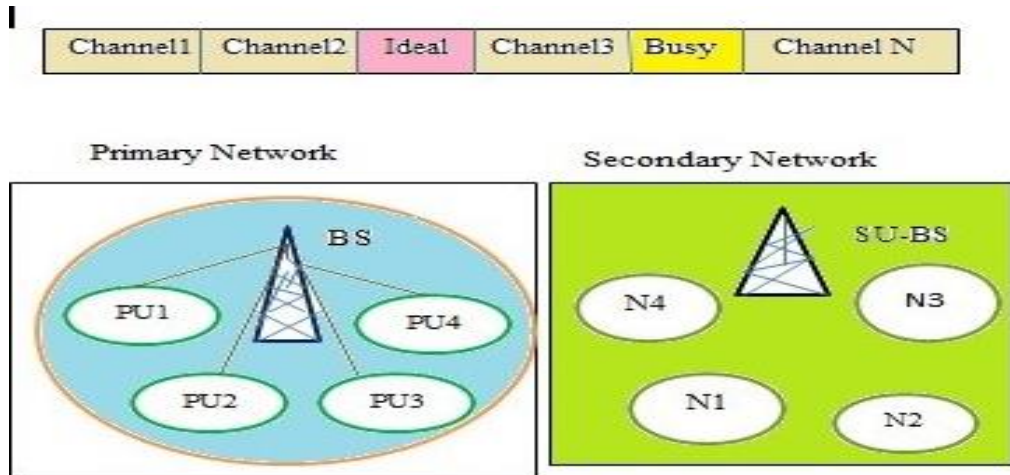 Channel1 Channel2 Ideal Channel3 Busy Channel N
Primary Network
Secondary Network
BS
PU1
PU4
PU2
PU3
SU-BS
N4
N3
N1
N2